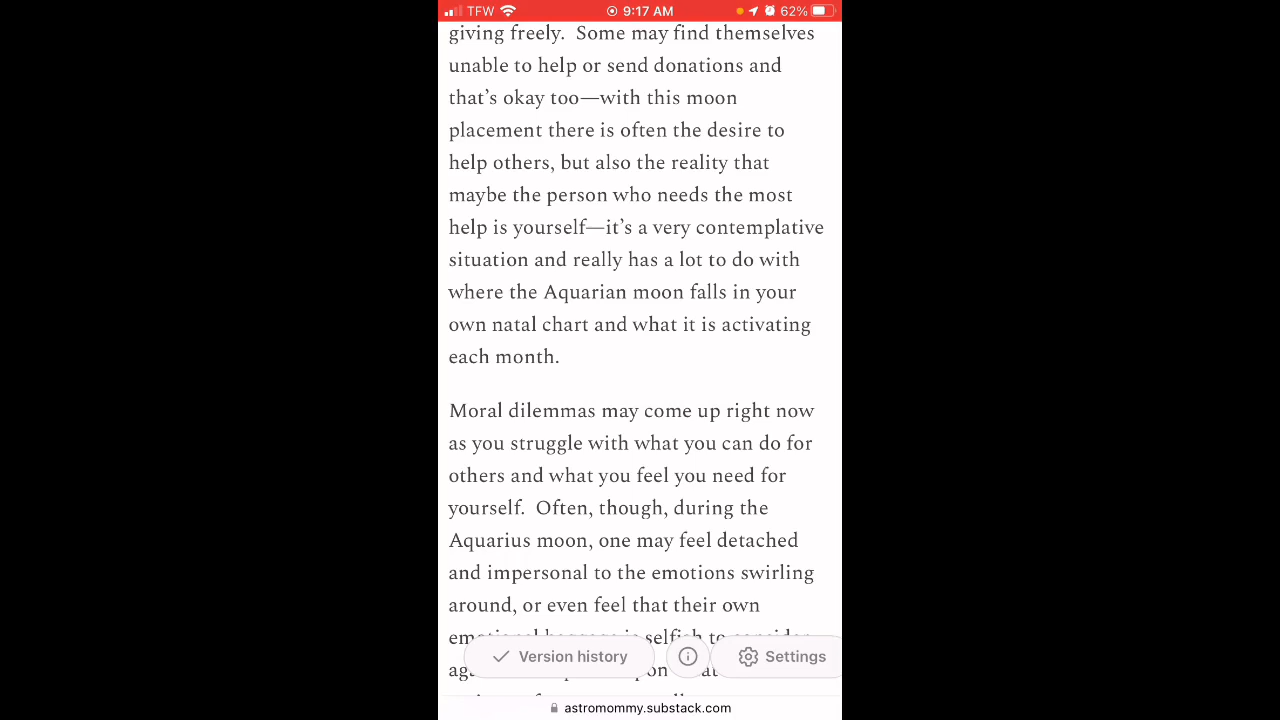 TFW 9:17 AM 62%
giving freely.  Some may find themselves
unable to help or send donations and
that’s okay too—with this moon
placement there is often the desire to
help others, but also the reality that
maybe the person who needs the most
help is yourself—it’s a very contemplative
situation and really has a lot to do with
where the Aquarian moon falls in your
own natal chart and what it is activating
each month.
Moral dilemmas may come up right now
as you struggle with what you can do for
others and what you feel you need for
yourself.  Often, though, during the
Aquarius moon, one may feel detached
and impersonal to the emotions swirling
around, or even feel that their own
emotional baggage is selfish to consider
Version history Settings
astromommy.substack.com